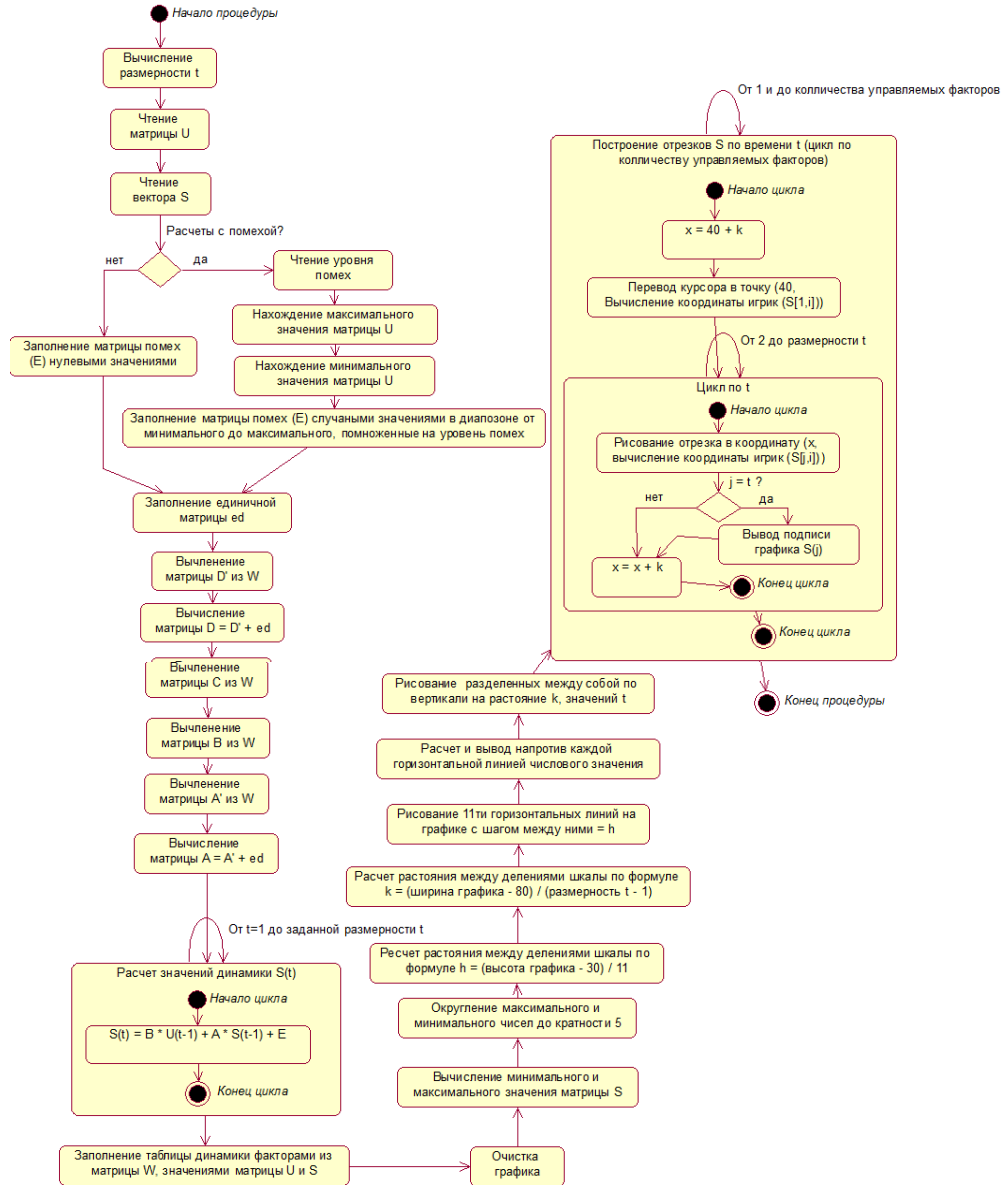 Начало процедуры
Вычисление
размерности t
Чтение
матрицы U
Чтение
вектора S
Расчеты с помехой?
нет
да
Чтение уровня
помех
Нахождение максимального
значения матрицы U
Заполнение матрицы помех
(E) нулевыми значениями
Нахождение минимального
значения матрицы U
Заполнение матрицы помех (E) случаными значениями в диапозоне от
минимального до максимального, помноженные на уровень помех
Заполнение единичной
матрицы ed
Вычленение
матрицы D' из W
Вычисление
матрицы D = D' + ed
Вычленение
матрицы C из W
Вычленение
матрицы B из W
Вычленение
матрицы A' из W
Вычисление
матрицы A = A' + ed
От t=1 до заданной размерности t
Расчет значений динамики S(t)
Начало цикла
S(t) = B * U(t-1) + A * S(t-1) + E
Конец цикла
Заполнение таблицы динамики факторами из
матрицы W, значениями матрицы U и S
Очистка
графика
Вычисление минимального и
максимального значения матрицы S
Округление максимального и
минимального чисел до кратности 5
Ресчет растояния между делениями шкалы по
формуле h = (высота графика - 30) / 11
Расчет растояния между делениями шкалы по формуле
k = (ширина графика - 80) / (размерность t - 1)
Рисование 11ти горизонтальных линий на
графике с шагом между ними = h
Расчет и вывод напротив каждой
горизонтальной линией числового значения
Рисование разделенных между собой по
вертикали на растояние k, значений t
От 1 и до колличества управляемых факторов
Построение отрезков S по времени t (цикл по
колличеству управляемых факторов)
Начало цикла
x = 40 + k
Перевод курсора в точку (40,
Вычисление координаты игрик (S[1,i]))
От 2 до размерности t
Цикл по t
Начало цикла
Рисование отрезка в координату (x,
вычисление координаты игрик (S[j,i]))
j = t ?
нет
да
Вывод подписи
графика S(j)
x = x + k
Конец цикла
Конец цикла
Конец процедуры